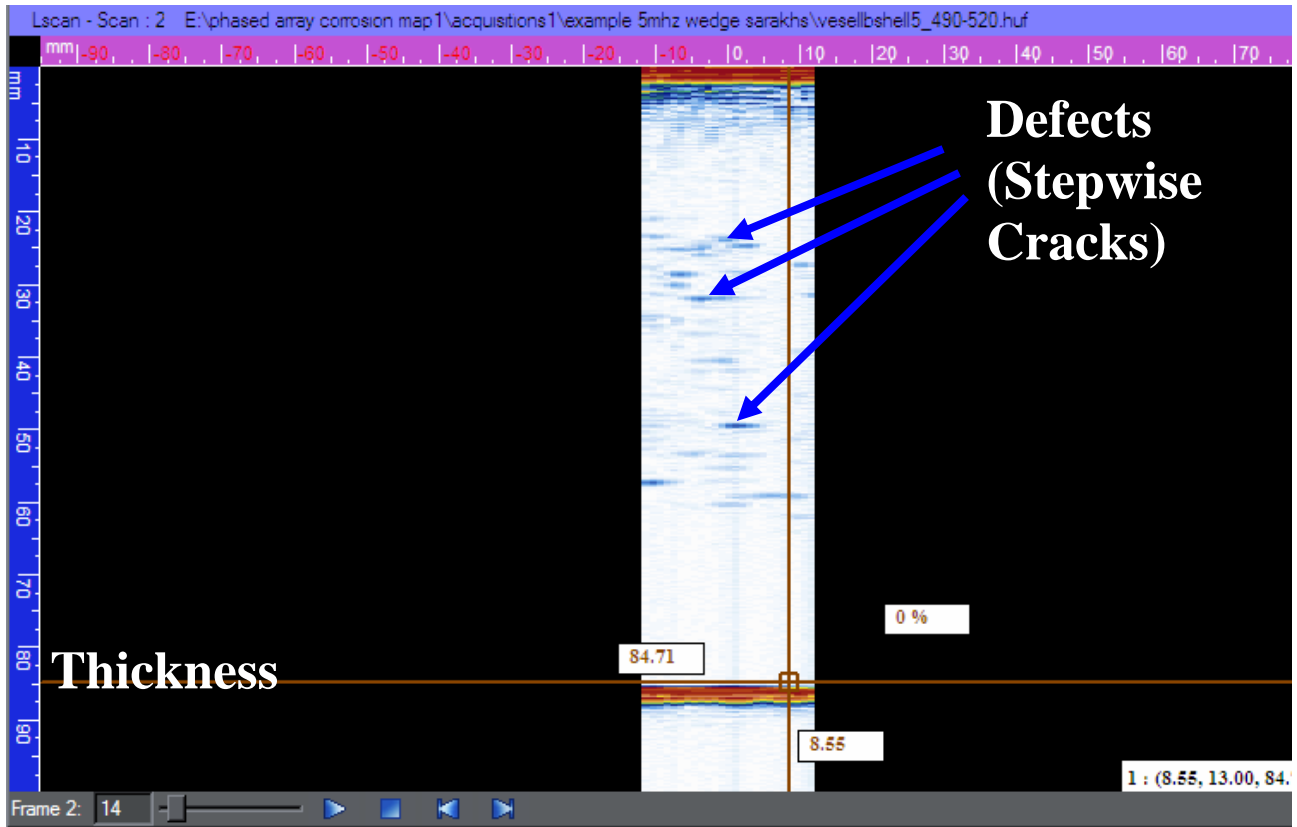 Lscan - Scan : 2 E:\phased array corrosion map1\acquisitions1\example 5mhz wedge sarakhs\vesellbshell5_490-520.huf
mm -90 -80 -70 -60 -50 -40 -30 -20 -10 0 10 20 30 40 50 60 70
mm
10
20
30
40
50
60
70
80
90
Defects
(Stepwise
Cracks)
0 %
84.71
Thickness
8.55
1 : (8.55, 13.00, 84.
Frame 2: 14